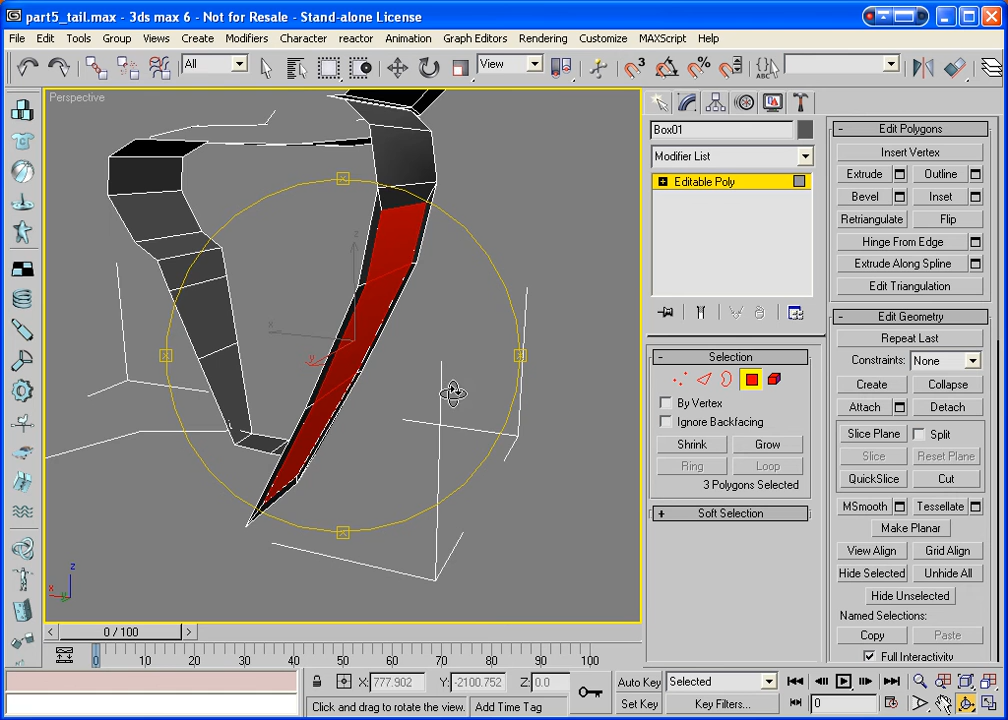 part5_tail.max - 3ds max 6 - Not for Resale - Stand-alone License
File Edit Tools Group Views Create Modifiers Character reactor Animation Graph Editors Rendering Customize MAXScript Help
All View
Perspective
z
x
y
z
x
y
Box01
Modifier List
Editable Poly
Selection
By Vertex
Ignore Backfacing
Shrink Grow
Ring Loop
3 Polygons Selected
Soft Selection
Edit Polygons
Insert Vertex
Extrude Outline
Bevel Inset
Retriangulate Flip
Hinge From Edge
Extrude Along Spline
Edit Triangulation
Edit Geometry
Repeat Last
Constraints: None
Create Collapse
Attach Detach
Slice Plane Split
Slice Reset Plane
QuickSlice Cut
MSmooth Tessellate
Make Planar
View Align Grid Align
Hide Selected Unhide All
Hide Unselected
Named Selections:
Copy Paste
Full Interactivity
0 / 100
0 10 20 30 40 50 60 70 80 90 100
X: 777.902 Y: -2100.752 Z: 0.0
Auto Key Selected
Click and drag to rotate the view. Add Time Tag
Set Key Key Filters... 0